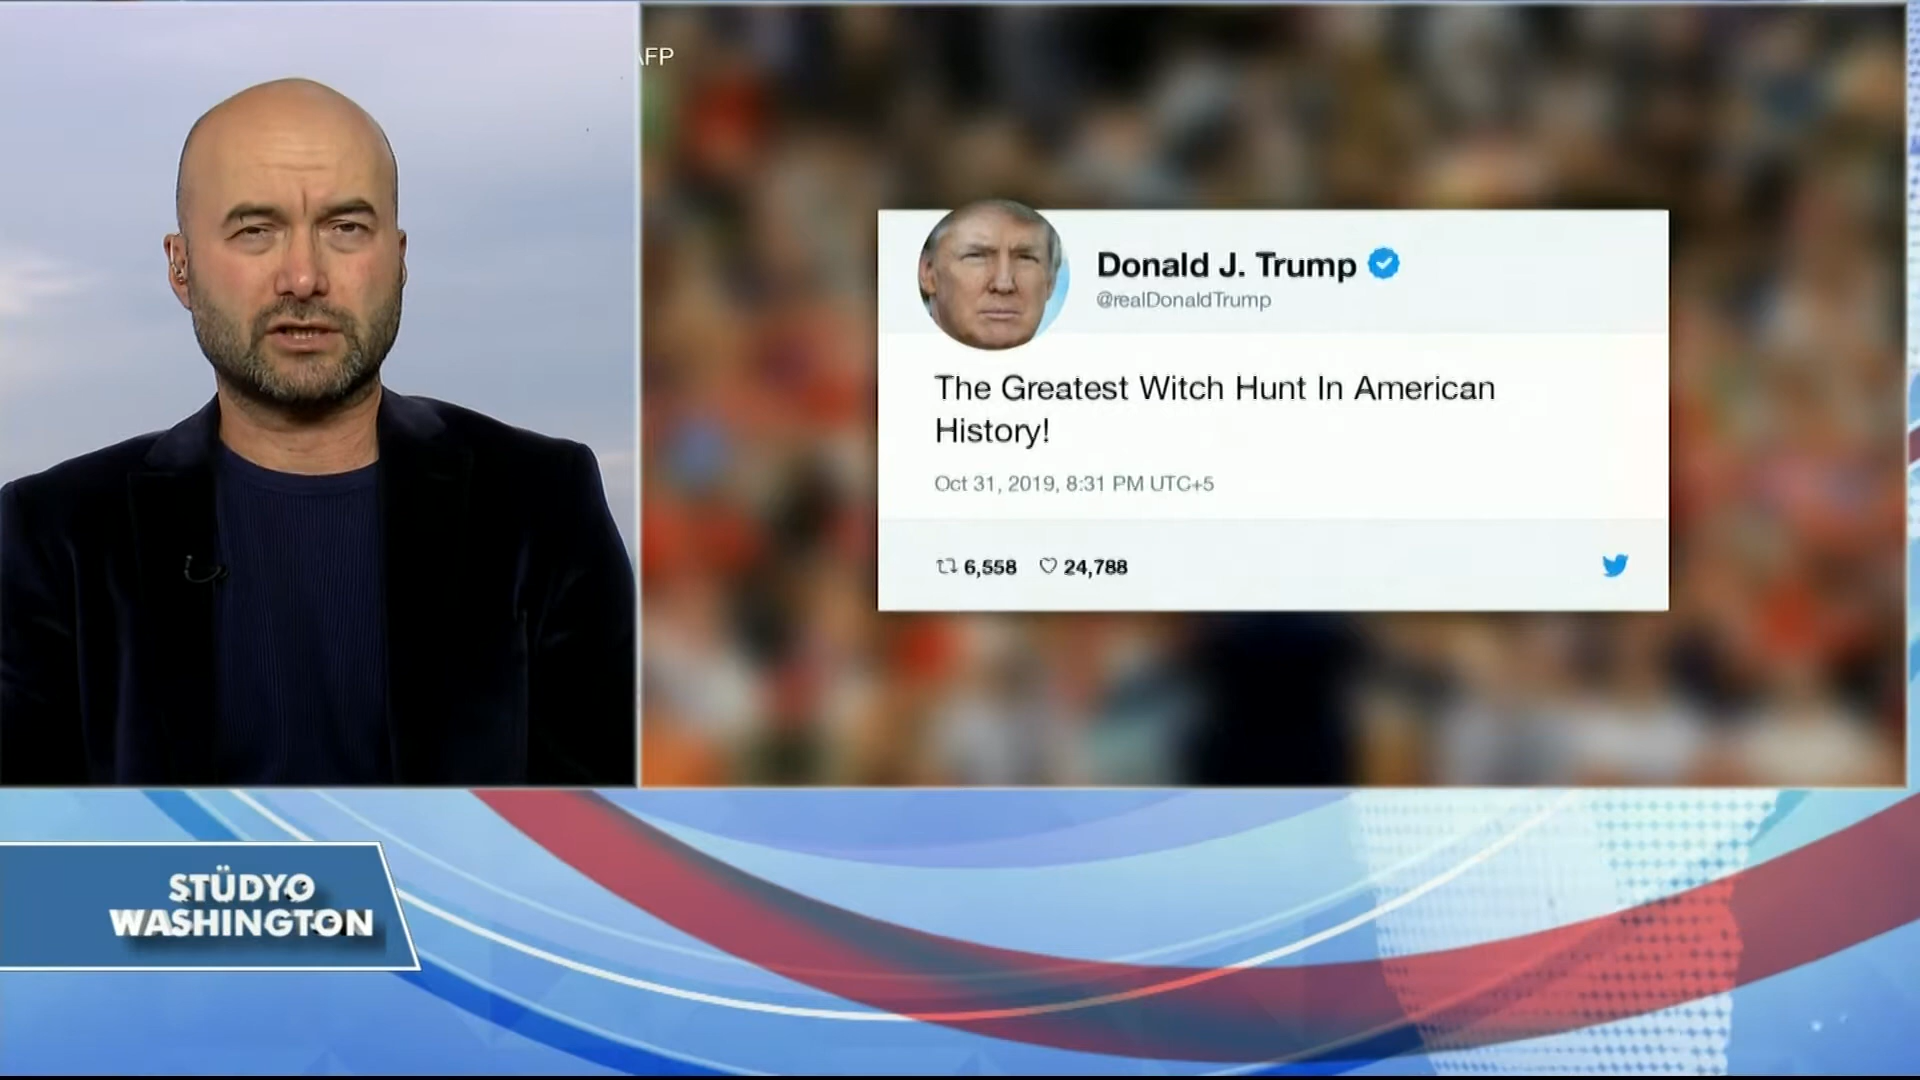 AFP
Donald J. Trump
@realDonaldTrump
The Greatest Witch Hunt In American
History!
Oct 31, 2019, 8:31 PM UTC+5
6,558 24,788
STÜDYO
WASHINGTON